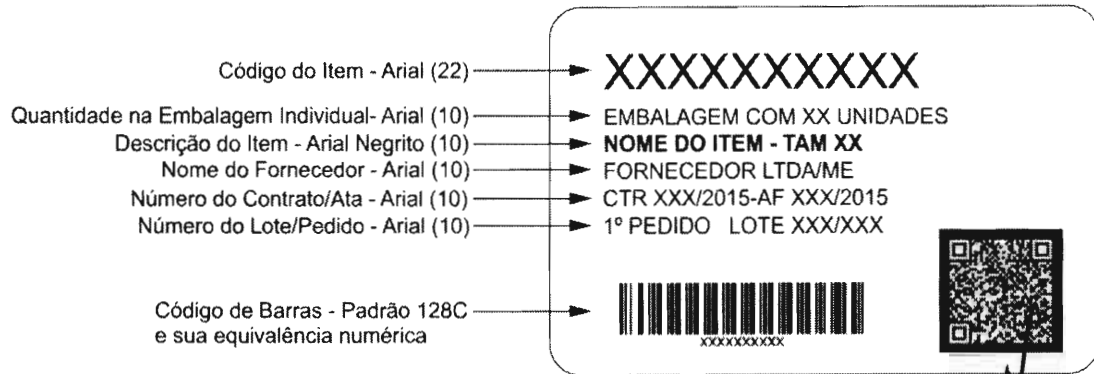 Código do Item - Arial (22)
XXXXXXXXXX
Quantidade na Embalagem Individual- Arial (10)
EMBALAGEM COM XX UNIDADES
Descrição do Item - Arial Negrito (10)
NOME DO ITEM - TAM XX
Nome do Fornecedor - Arial (10)
FORNECEDOR LTDA/ME
Número do Contrato/Ata - Arial (10)
CTR XXX/2015-AF XXX/2015
Número do Lote/Pedido - Arial (10)
1º PEDIDO LOTE XXX/XXX
Código de Barras - Padrão 128C
e sua equivalência numérica
XXXXXXXXXX